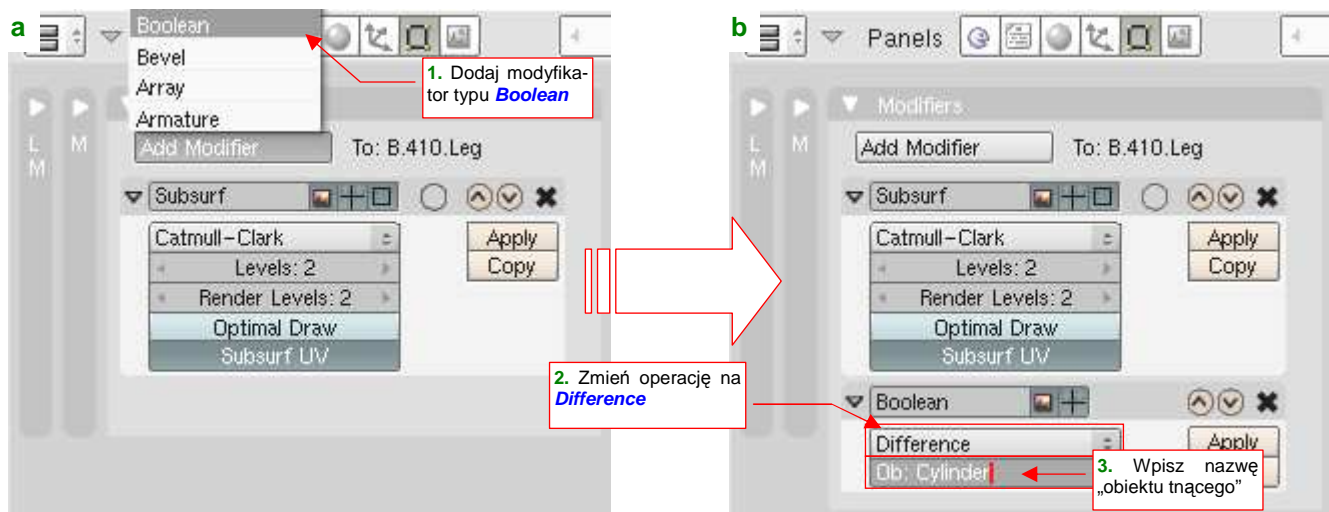 a
Boolean
Bevel
Array
Armature
Add Modifier
To: B.410.Leg
L
M
M
1. Dodaj modyfika-
tor typu Boolean
Subsurf
Catmull-Clark
Levels: 2
Render Levels: 2
Optimal Draw
Subsurf UV
Apply
Copy
2. Zmień operację na
Difference
b
Panels
Modifiers
L
M
M
Add Modifier
To: B.410.Leg
Subsurf
Catmull-Clark
Levels: 2
Render Levels: 2
Optimal Draw
Subsurf UV
Apply
Copy
Boolean
Difference
Ob: Cylinder
Apply
3. Wpisz nazwę
„obiektu tnącego”